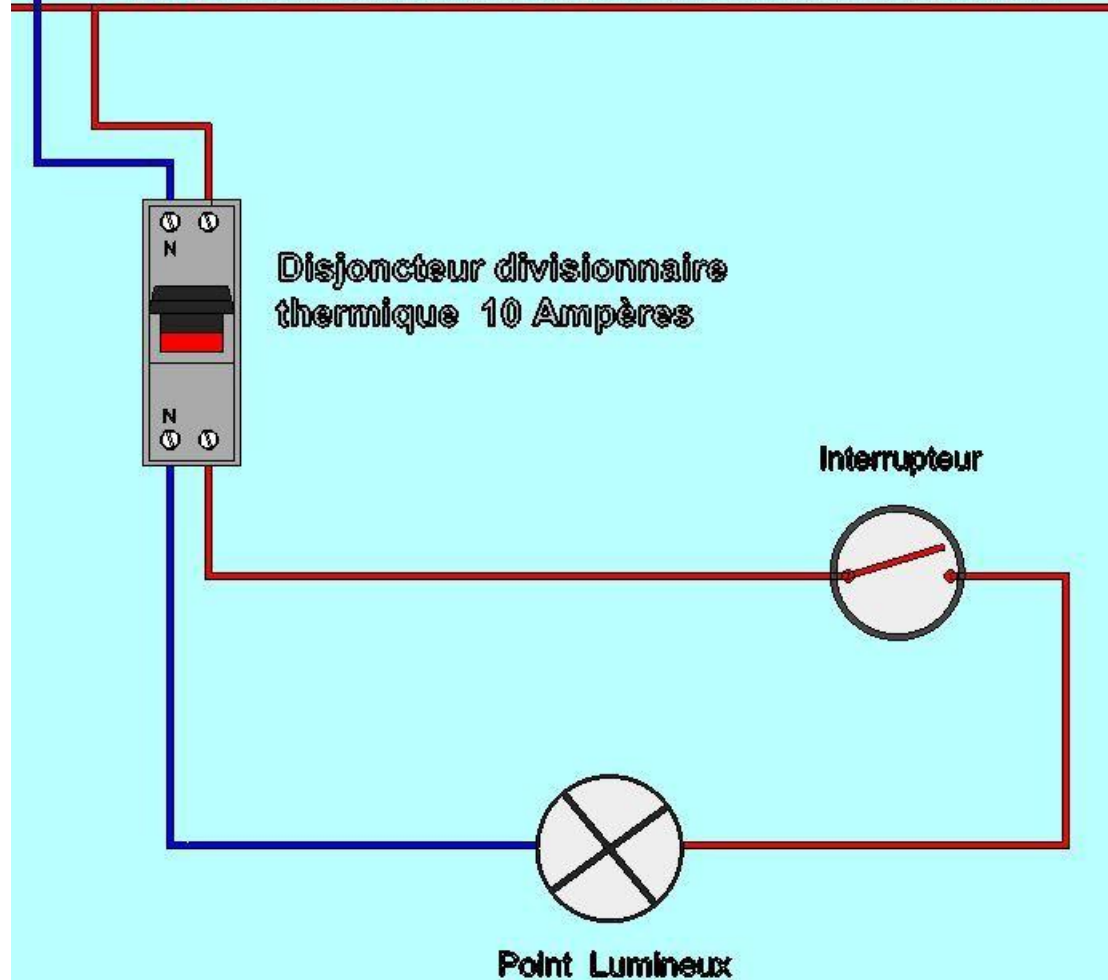 N
Disjoncteur divisionnaire
thermique 10 Ampères
N
Interrupteur
Point Lumineux